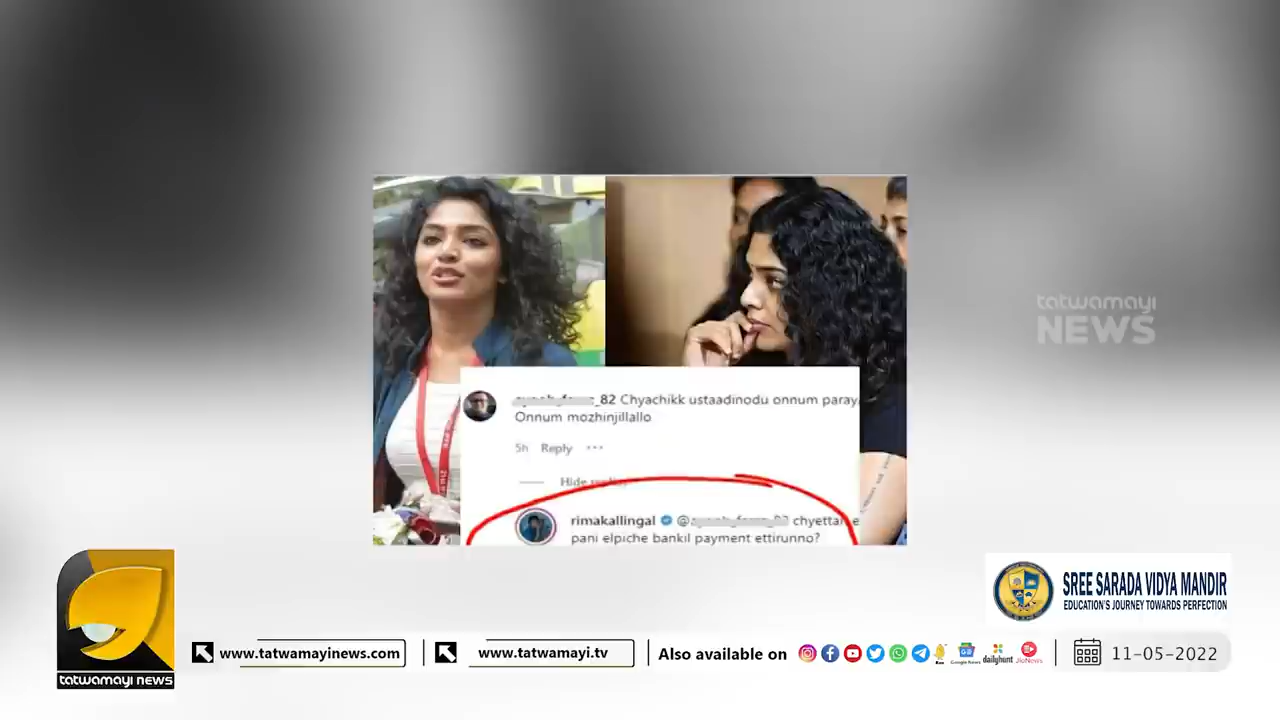 tatwamayi
NEWS
_82 Chyachikk ustaadinodu onnum paray
Onnum mozhinjillallo
5h Reply ...
Hide
rimakallingal @ chyettan e
pani elpiche bankil payment ettirunno?
SREE SARADA VIDYA MANDIR
EDUCATION'S JOURNEY TOWARDS PERFECTION
www.tatwamayinews.com
www.tatwamayi.tv
Also available on
Google News
dailyhunt
JioNews
11-05-2022
tatwamayi news